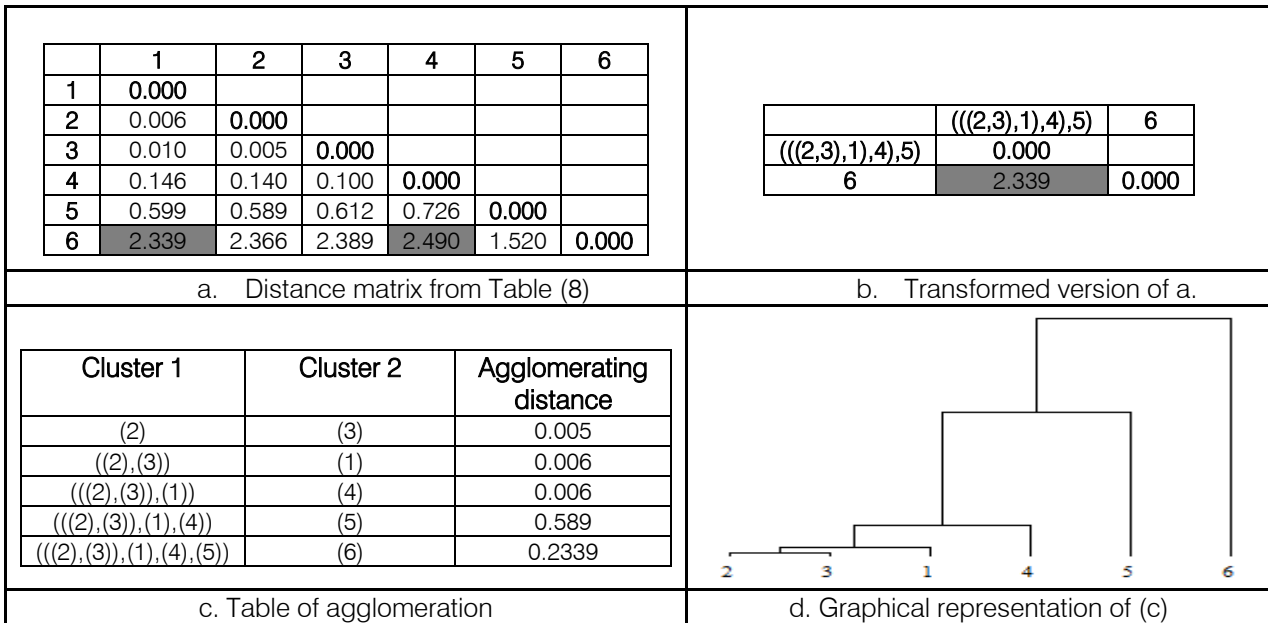 1 2 3 4 5 6
1 0.000
2 0.006 0.000
3 0.010 0.005 0.000
4 0.146 0.140 0.100 0.000
5 0.599 0.589 0.612 0.726 0.000
6 2.339 2.366 2.389 2.490 1.520 0.000
a. Distance matrix from Table (8)
(((2,3),1),4),5) 6
(((2,3),1),4),5) 0.000
6 2.339 0.000
b. Transformed version of a.
Cluster 1 Cluster 2 Agglomerating
distance
(2) (3) 0.005
((2),(3)) (1) 0.006
(((2),(3)),(1)) (4) 0.006
(((2),(3)),(1),(4)) (5) 0.589
(((2),(3)),(1),(4),(5)) (6) 0.2339
c. Table of agglomeration
2 3 1 4 5 6
d. Graphical representation of (c)